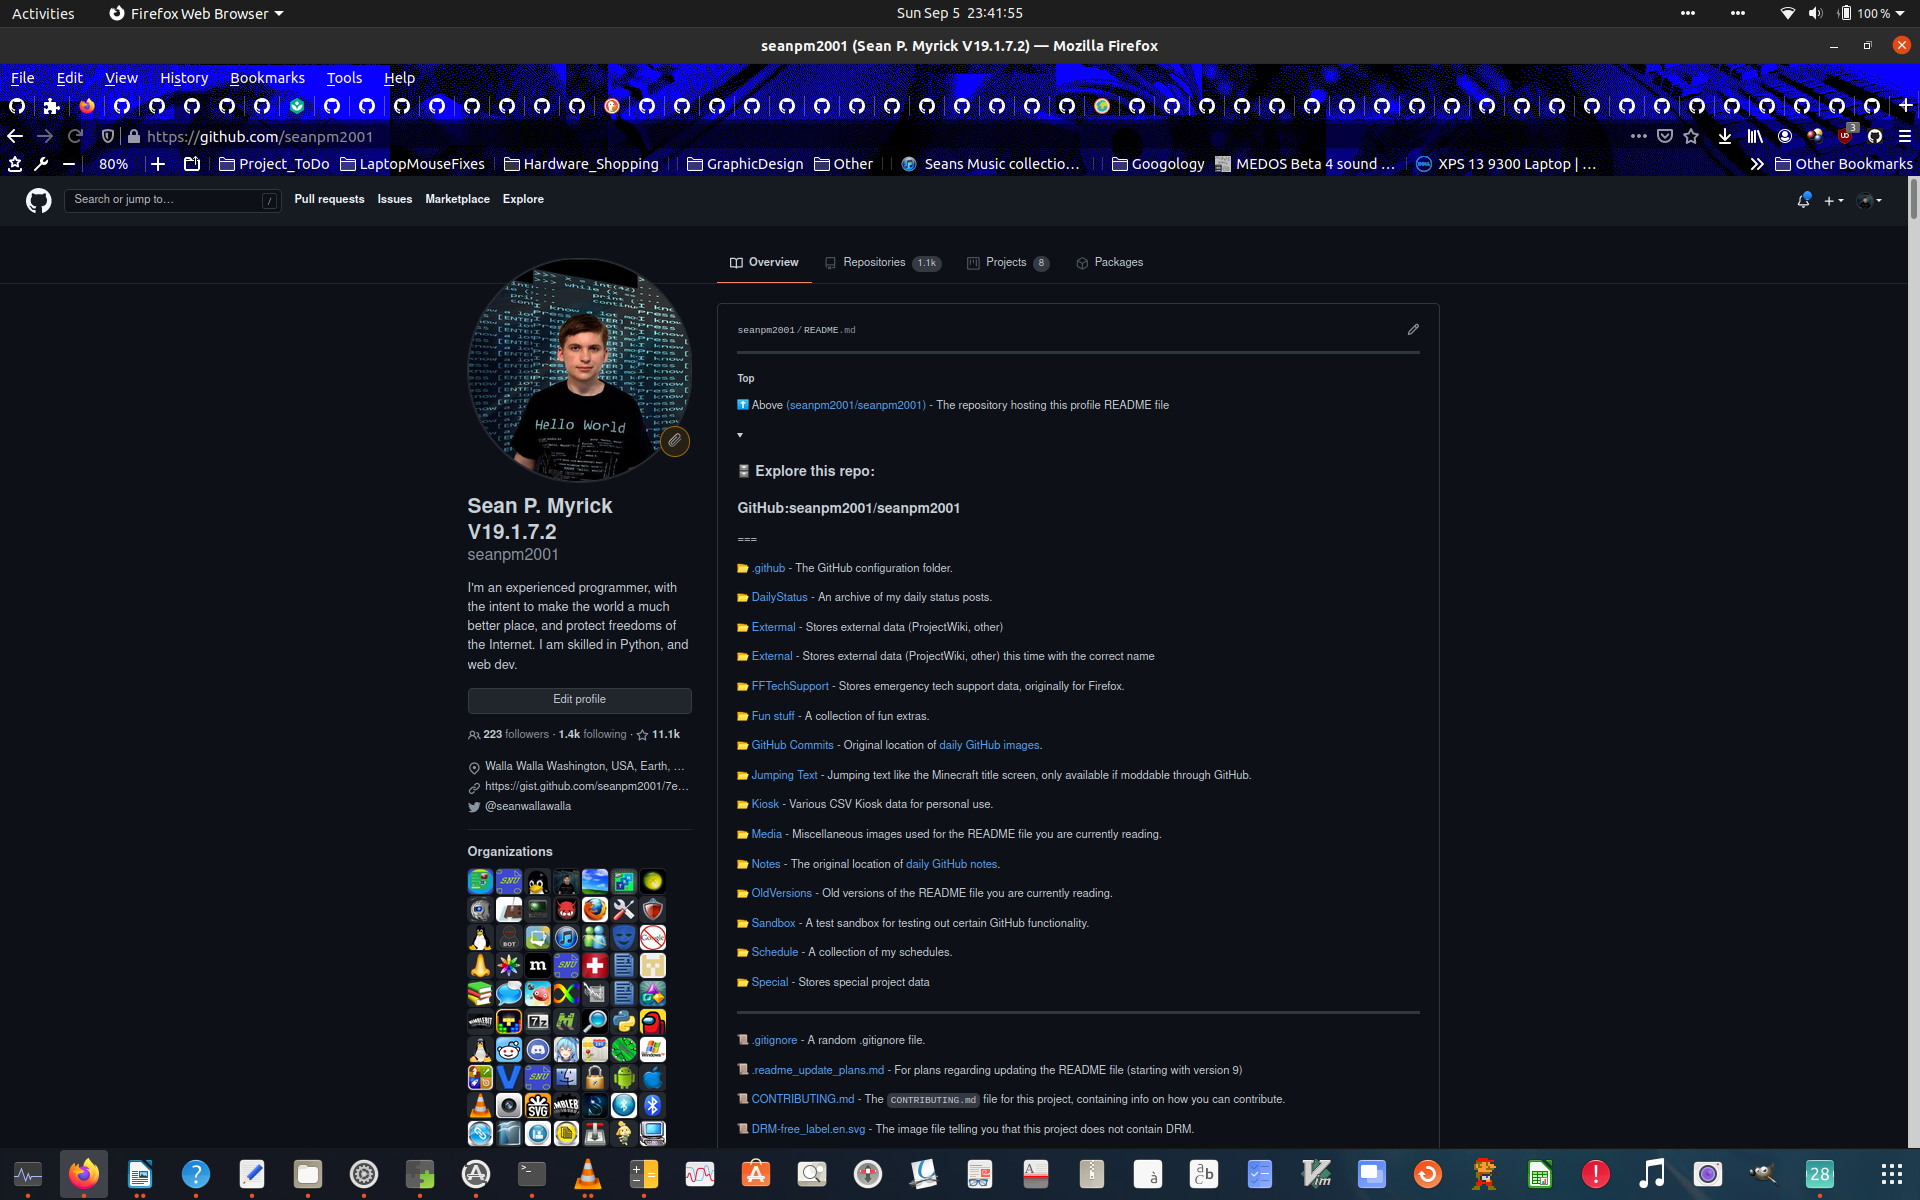 Activities
Firefox Web Browser
Sun Sep 5 23:41:55
100 %
seanpm2001 (Sean P. Myrick V19.1.7.2) — Mozilla Firefox
File Edit View History Bookmarks Tools Help
https://github.com/seanpm2001
3
80%
Project_ToDo
LaptopMouseFixes
Hardware_Shopping
GraphicDesign
Other
Seans Music collectio…
Googology
MEDOS Beta 4 sound …
XPS 13 9300 Laptop | …
Other Bookmarks
Search or jump to…
/
Pull requests
Issues
Marketplace
Explore
Overview
Repositories 1.1k
Projects 8
Packages
Hello World
Sean P. Myrick
V19.1.7.2
seanpm2001
I'm an experienced programmer, with
the intent to make the world a much
better place, and protect freedoms of
the Internet. I am skilled in Python, and
web dev.
Edit profile
223 followers · 1.4k following · 11.1k
Walla Walla Washington, USA, Earth, …
https://gist.github.com/seanpm2001/7e…
@seanwallawalla
Organizations
seanpm2001 / README.md
Top
Above (seanpm2001/seanpm2001) - The repository hosting this profile README file
Explore this repo:
GitHub:seanpm2001/seanpm2001
===
.github - The GitHub configuration folder.
DailyStatus - An archive of my daily status posts.
Extermal - Stores external data (ProjectWiki, other)
External - Stores external data (ProjectWiki, other) this time with the correct name
FFTechSupport - Stores emergency tech support data, originally for Firefox.
Fun stuff - A collection of fun extras.
GitHub Commits - Original location of daily GitHub images.
Jumping Text - Jumping text like the Minecraft title screen, only available if moddable through GitHub.
Kiosk - Various CSV Kiosk data for personal use.
Media - Miscellaneous images used for the README file you are currently reading.
Notes - The original location of daily GitHub notes.
OldVersions - Old versions of the README file you are currently reading.
Sandbox - A test sandbox for testing out certain GitHub functionality.
Schedule - A collection of my schedules.
Special - Stores special project data
.gitignore - A random .gitignore file.
.readme_update_plans.md - For plans regarding updating the README file (starting with version 9)
CONTRIBUTING.md - The CONTRIBUTING.md file for this project, containing info on how you can contribute.
DRM-free_label.en.svg - The image file telling you that this project does not contain DRM.
28